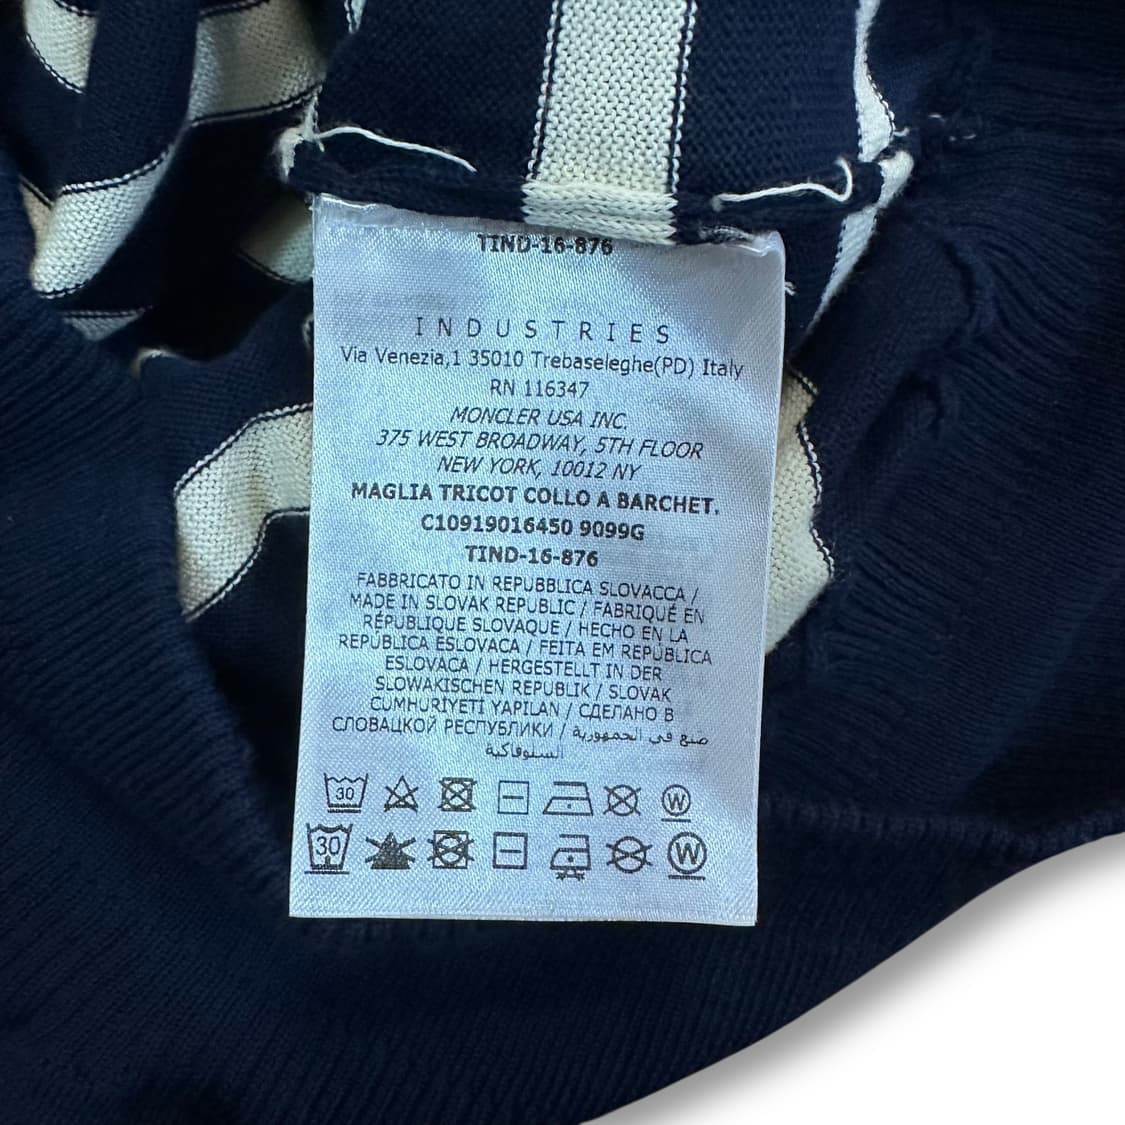 TIND-16-876
INDUSTRIES
Via Venezia,1 35010 Trebaseleghe(PD) Italy
RN 116347
MONCLER USA INC.
375 WEST BROADWAY, 5TH FLOOR
NEW YORK, 10012 NY
MAGLIA TRICOT COLLO A BARCHET.
C10919016450 9099G
TIND-16-876
FABBRICATO IN REPUBBLICA SLOVACCA /
MADE IN SLOVAK REPUBLIC / FABRIQUÉ EN
RÉPUBLIQUE SLOVAQUE / HECHO EN LA
REPÚBLICA ESLOVACA / FEITA EM REPÚBLICA
ESLOVACA / HERGESTELLT IN DER
SLOWAKISCHEN REPUBLIK / SLOVAK
CUMHURİYETİ YAPILAN / СДЕЛАНО В
СЛОВАЦКОЙ РЕСПУБЛИКИ / صنع في الجمهورية
السلوفاكية
30 W
30 W